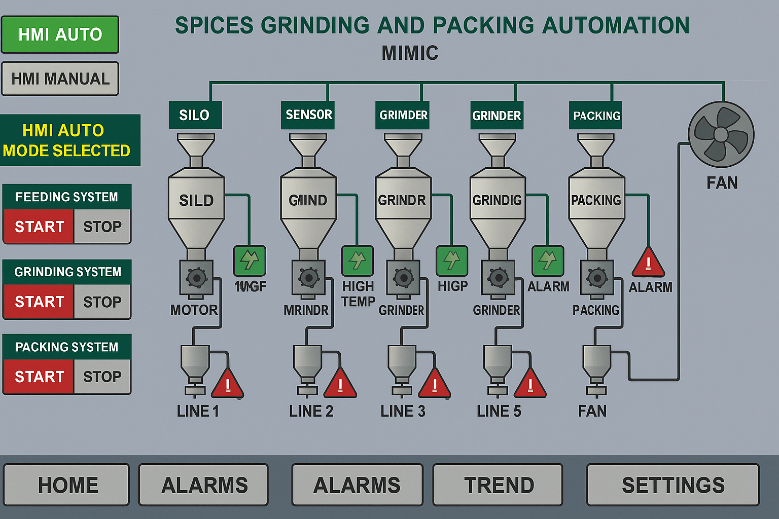 HMI AUTO
SPICES GRINDING AND PACKING AUTOMATION
MIMIC
HMI MANUAL
HMI AUTO
MODE SELECTED
SILO
SENSOR
GRIMDER
GRINDER
PACKING
FAN
FEEDING SYSTEM
START
STOP
SILD
GRINDR
GRINDIG
PACKING
GRINDING SYSTEM
START
STOP
HIGH
TEMP
HIGP
ALARM
ALARM
MOTOR
MRINDR
GRINDER
GRINDER
PACKING
PACKING SYSTEM
START
STOP
LINE 1
LINE 2
LINE 3
LINE 5
FAN
HOME
ALARMS
ALARMS
TREND
SETTINGS